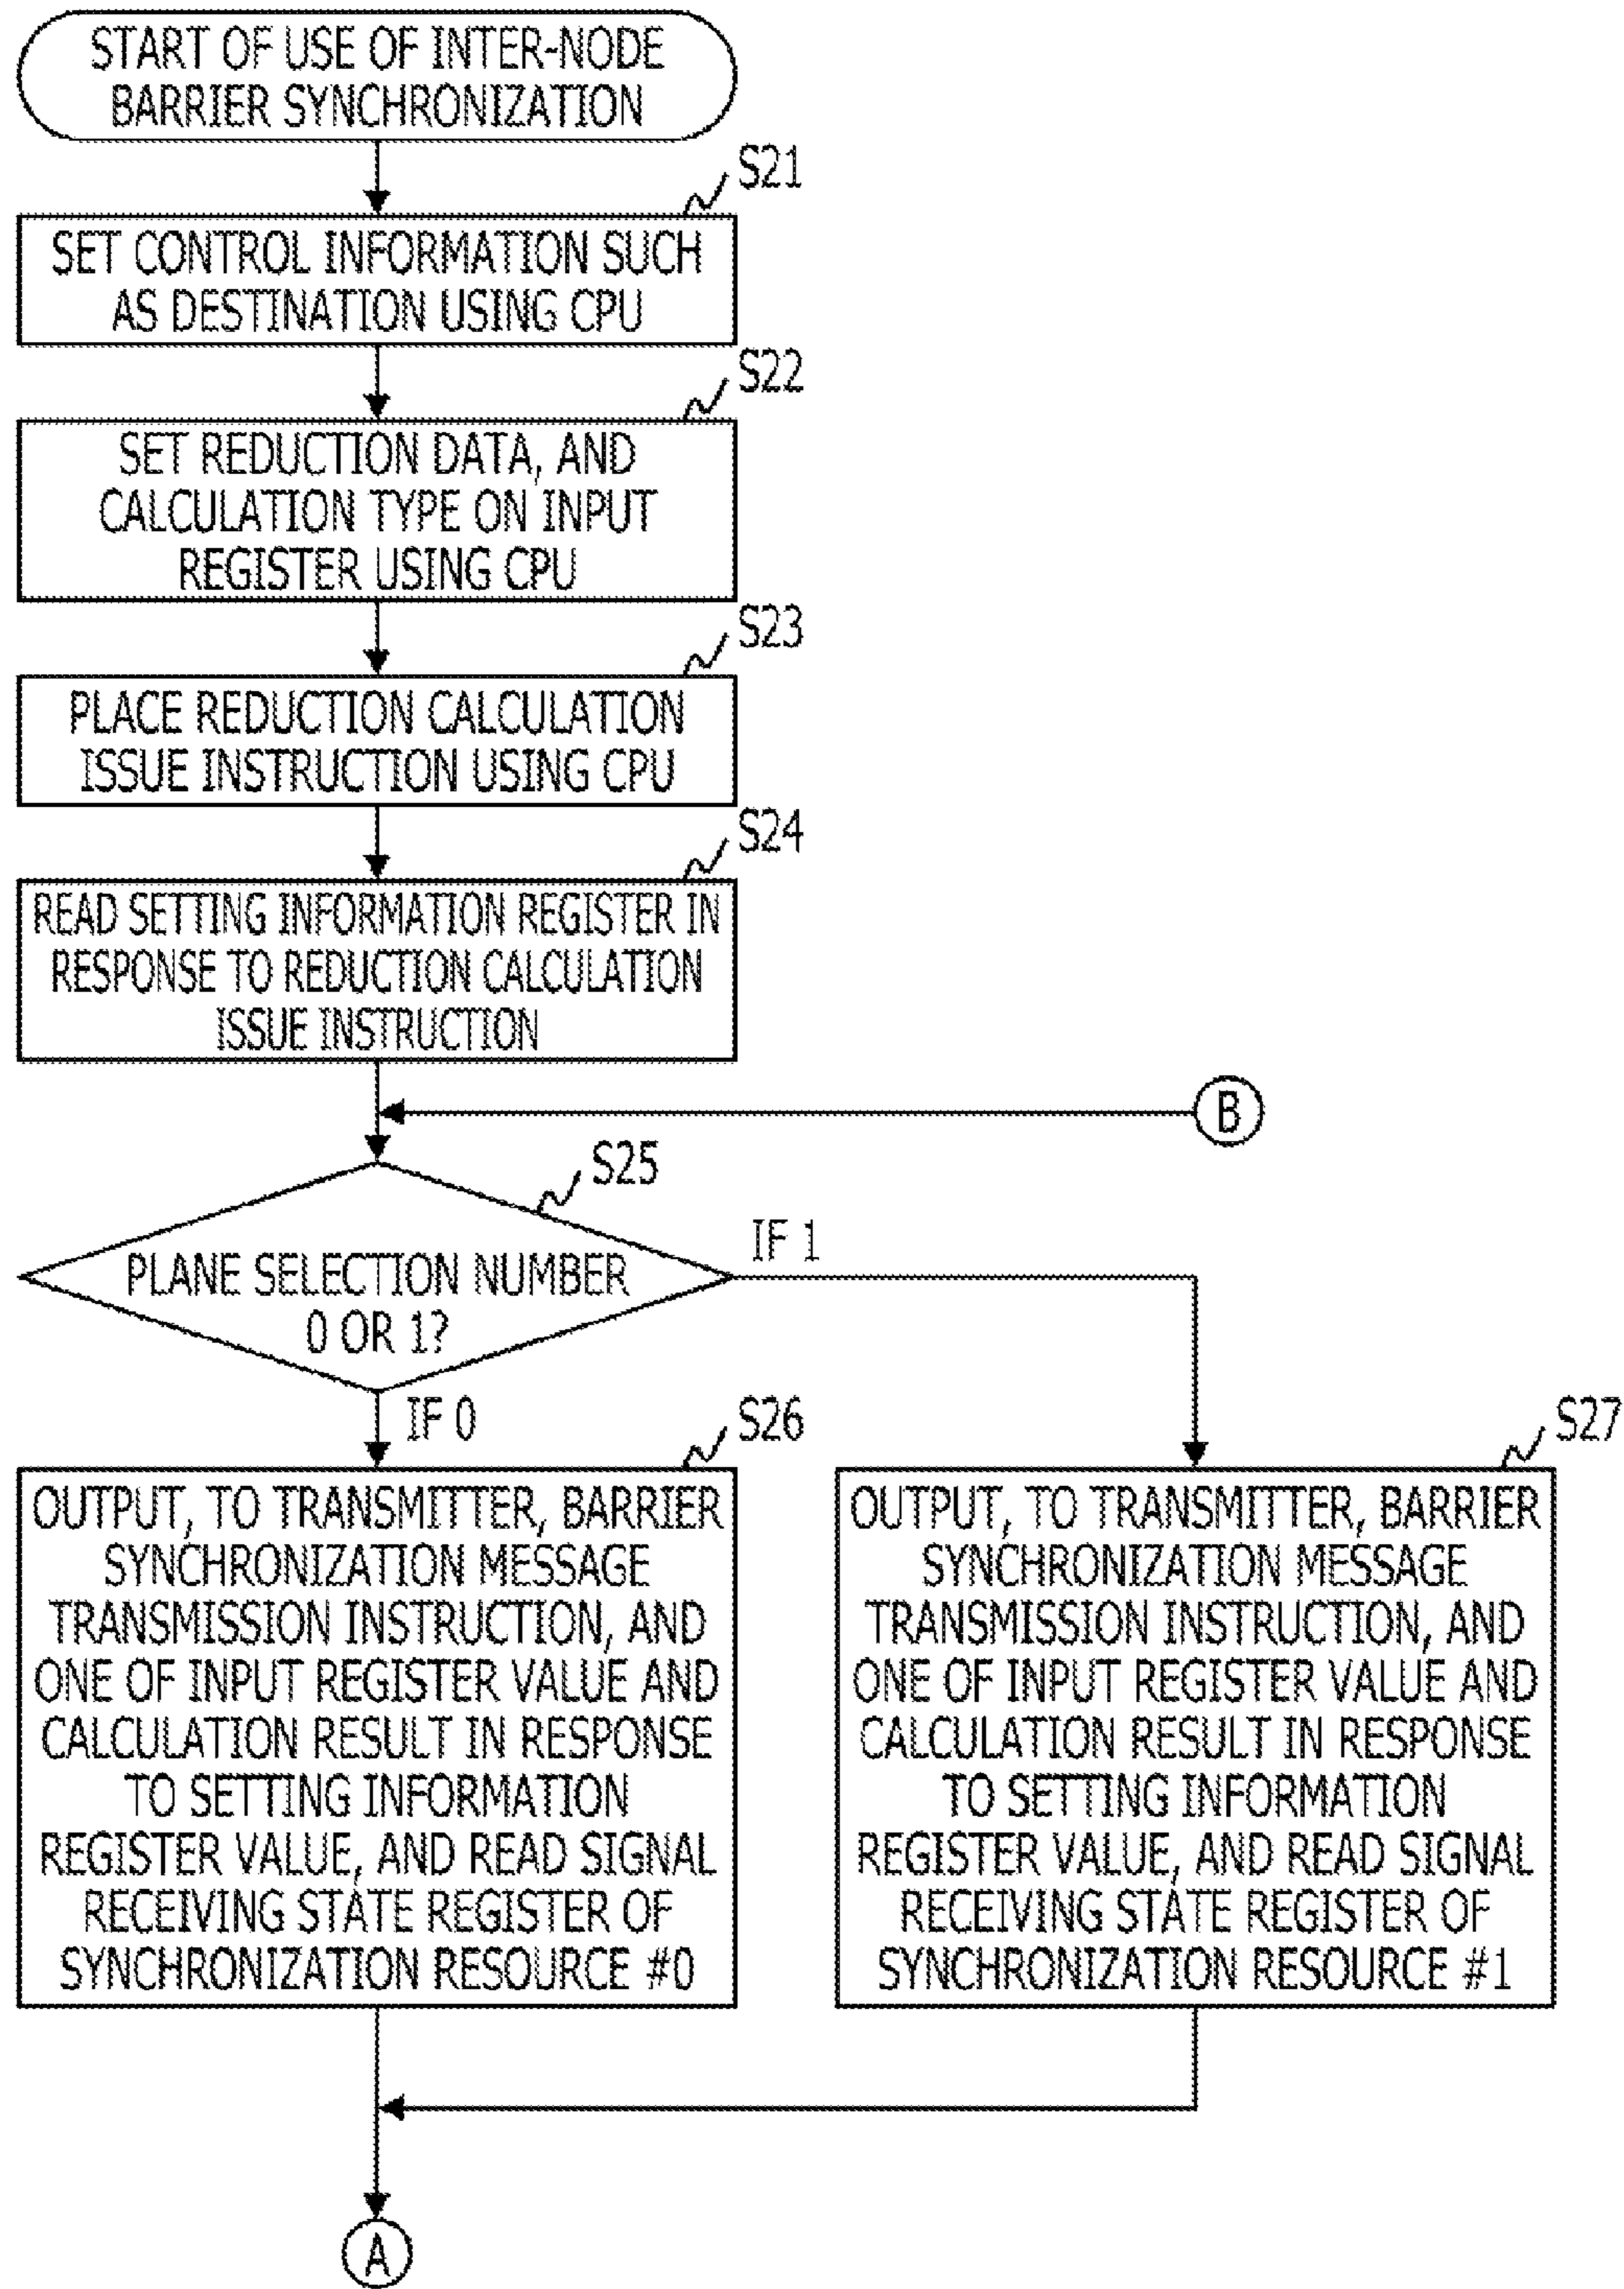 START OF USE OF INTER-NODE
BARRIER SYNCHRONIZATION
S21
SET CONTROL INFORMATION SUCH
AS DESTINATION USING CPU
S22
SET REDUCTION DATA, AND
CALCULATION TYPE ON INPUT
REGISTER USING CPU
S23
PLACE REDUCTION CALCULATION
ISSUE INSTRUCTION USING CPU
S24
READ SETTING INFORMATION REGISTER IN
RESPONSE TO REDUCTION CALCULATION
ISSUE INSTRUCTION
B
S25
PLANE SELECTION NUMBER
0 OR 1?
IF 1
IF 0
S26
OUTPUT, TO TRANSMITTER, BARRIER
SYNCHRONIZATION MESSAGE
TRANSMISSION INSTRUCTION, AND
ONE OF INPUT REGISTER VALUE AND
CALCULATION RESULT IN RESPONSE
TO SETTING INFORMATION
REGISTER VALUE, AND READ SIGNAL
RECEIVING STATE REGISTER OF
SYNCHRONIZATION RESOURCE #0
S27
OUTPUT, TO TRANSMITTER, BARRIER
SYNCHRONIZATION MESSAGE
TRANSMISSION INSTRUCTION, AND
ONE OF INPUT REGISTER VALUE AND
CALCULATION RESULT IN RESPONSE
TO SETTING INFORMATION
REGISTER VALUE, AND READ SIGNAL
RECEIVING STATE REGISTER OF
SYNCHRONIZATION RESOURCE #1
A